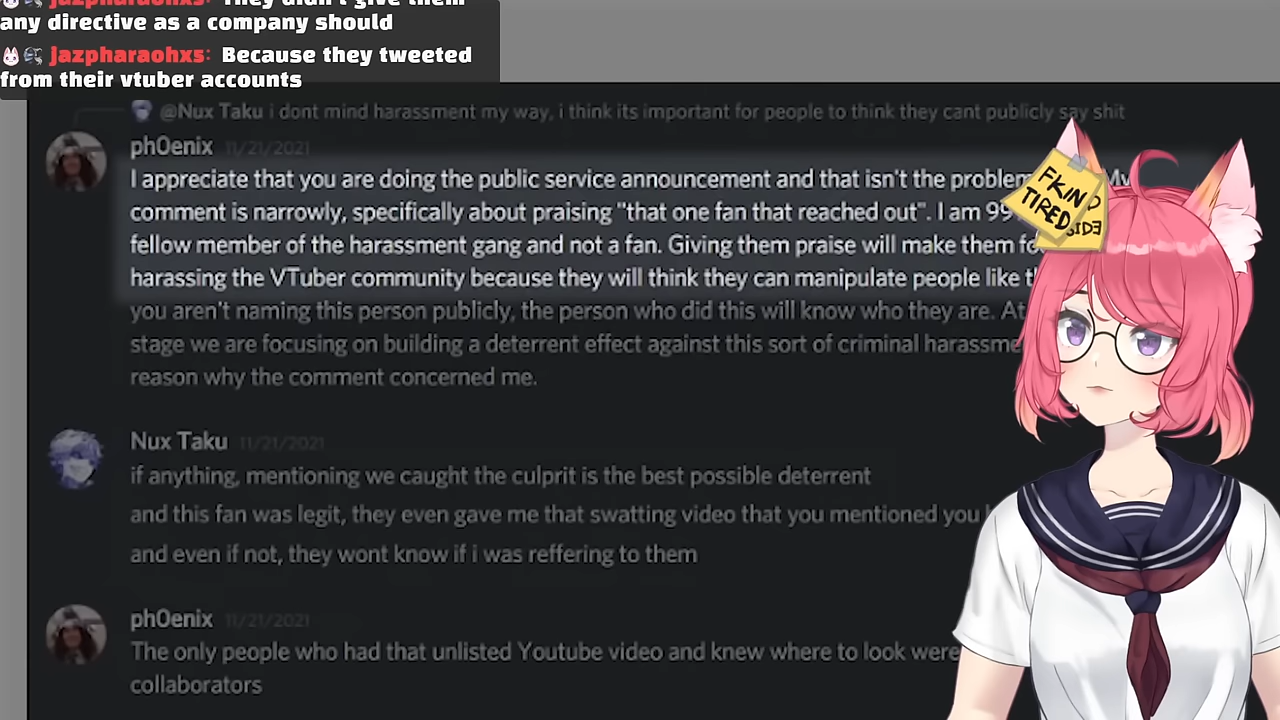 Jazpharaohxs: They didn't give them
any directive as a company should
Jazpharaohxs: Because they tweeted
from their vtuber accounts
@Nux Taku i dont mind harassment my way, i think its important for people to think they cant publicly say shit
ph0enix 11/21/2021
I appreciate that you are doing the public service announcement and that isn't the problem My
comment is narrowly, specifically about praising "that one fan that reached out". I am 99
fellow member of the harassment gang and not a fan. Giving them praise will make them
harassing the VTuber community because they will think they can manipulate people like
you aren't naming this person publicly, the person who did this will know who they are. At
stage we are focusing on building a deterrent effect against this sort of criminal
reason why the comment concerned me.
FKIN
TIRED
Nux Taku 11/21/2021
if anything, mentioning we caught the culprit is the best possible deterrent
and this fan was legit, they even gave me that swatting video that you mentioned you
and even if not, they wont know if i was reffering to them
ph0enix 11/21/2021
The only people who had that unlisted Youtube video and knew where to look were
collaborators